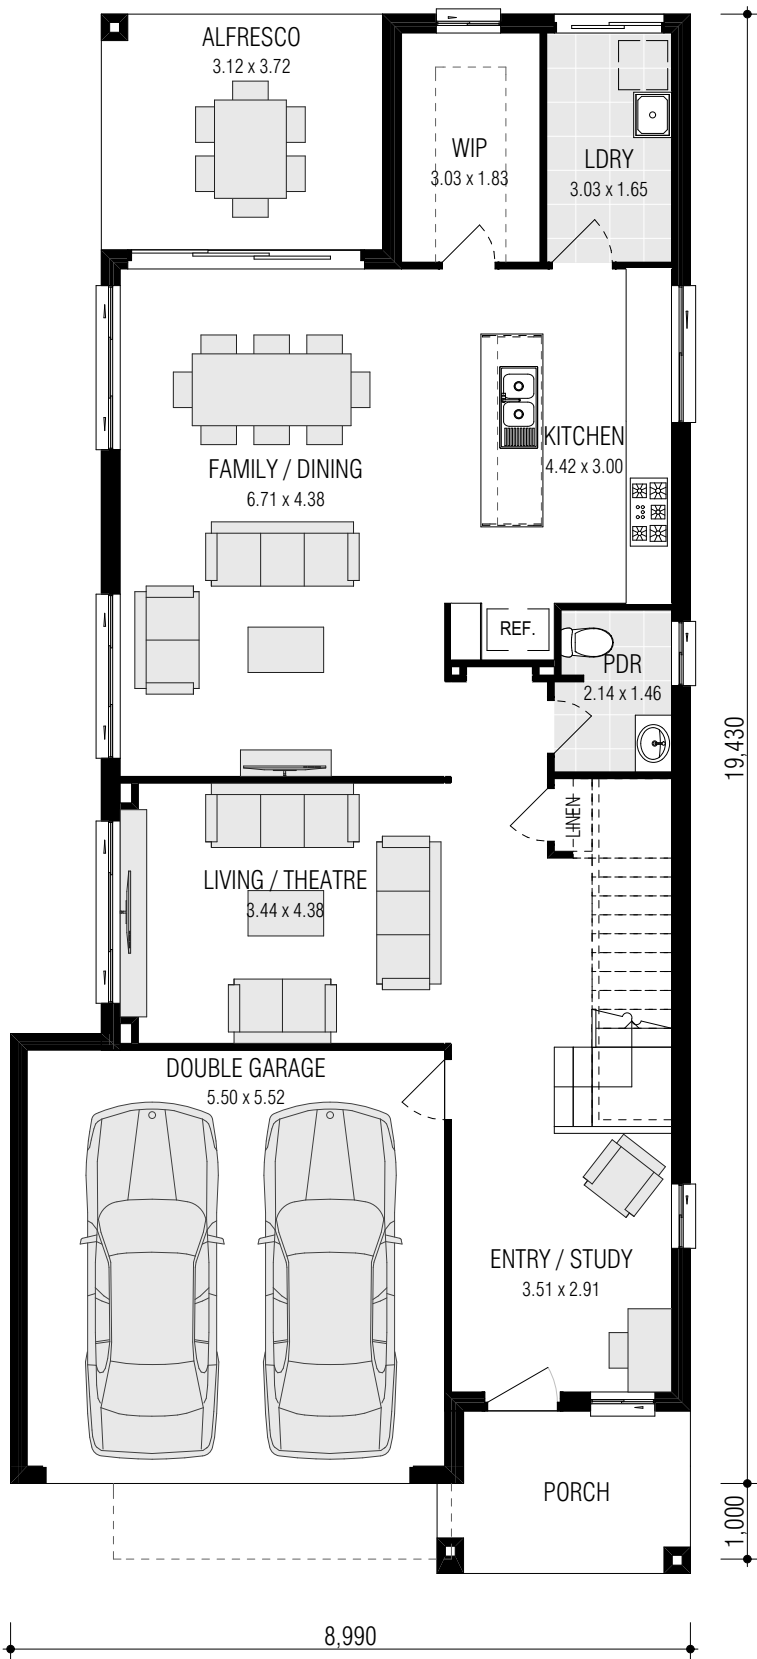 ALFRESCO
3.12 x 3.72
WIP
3.03 x 1.83
LDRY
3.03 x 1.65
KITCHEN
4.42 x 3.00
FAMILY / DINING
6.71 x 4.38
REF.
PDR
2.14 x 1.46
19,430
LINEN
LIVING / THEATRE
3.44 x 4.38
DOUBLE GARAGE
5.50 x 5.52
ENTRY / STUDY
3.51 x 2.91
PORCH
1,000
8,990